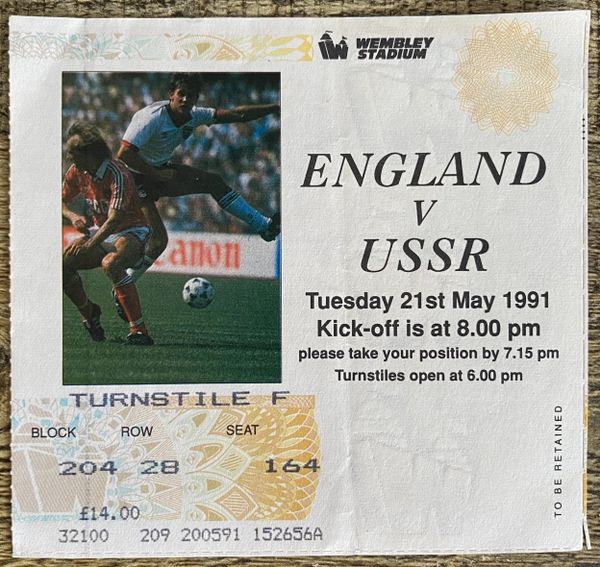 WEMBLEY
STADIUM
ENGLAND
V
USSR
Tuesday 21st May 1991
Kick-off is at 8.00 pm
please take your position by 7.15 pm
Turnstiles open at 6.00 pm
Canon
TURNSTILE F
BLOCK ROW SEAT
204 28 164
£14.00
32100 209 200591 152656A
TO BE RETAINED